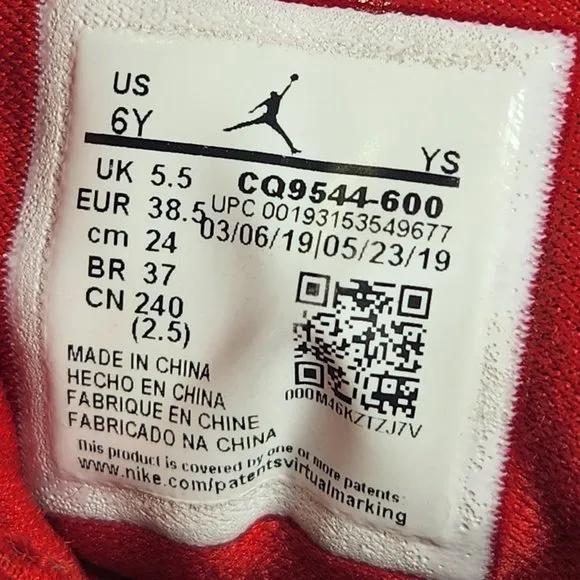 US
6Y
YS
UK 5.5
EUR 38.5
cm 24
BR 37
CN 240
(2.5)
CQ9544-600
UPC 00193153549677
03/06/19|05/23/19
000M46KZTZJ7V
MADE IN CHINA
HECHO EN CHINA
FABRIQUE EN CHINE
FABRICADO NA CHINA
This product is covered by one or more patents
www.nike.com/patentsvirtualmarking